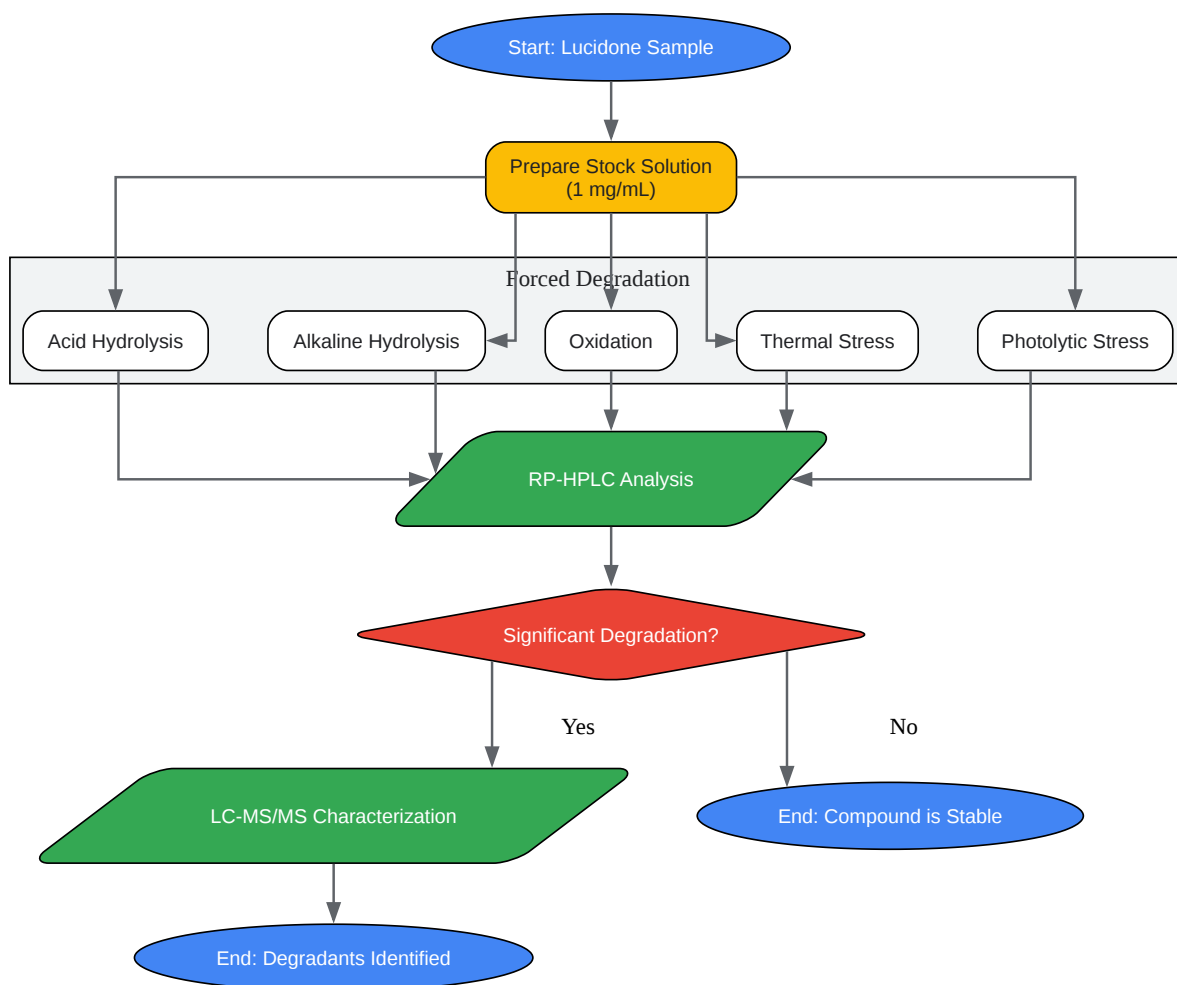 Start: Lucidone Sample
Prepare Stock Solution
(1 mg/mL)
Forced Degradation
Acid Hydrolysis
Alkaline Hydrolysis
Oxidation
Thermal Stress
Photolytic Stress
RP-HPLC Analysis
Significant Degradation?
Yes
No
LC-MS/MS Characterization
End: Compound is Stable
End: Degradants Identified